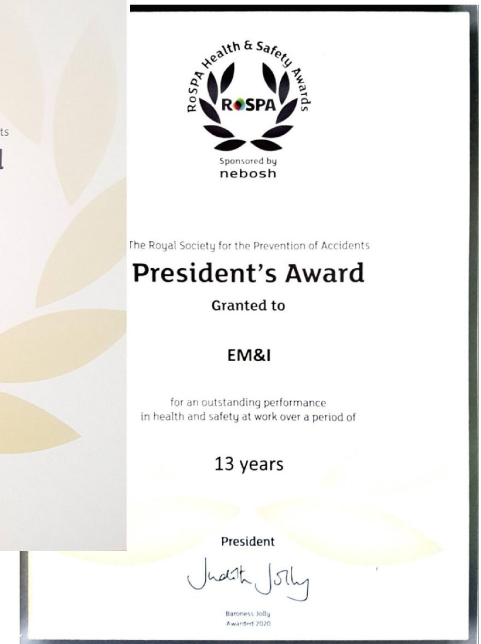 ts
RoSPA Health & Safety Awards
RoSPA
Sponsored by
nebosh
The Royal Society for the Prevention of Accidents
President's Award
Granted to
EM&I
for an outstanding performance
in health and safety at work over a period of
13 years
President
Judith Jolly
Baroness Jolly
Awarded 2020